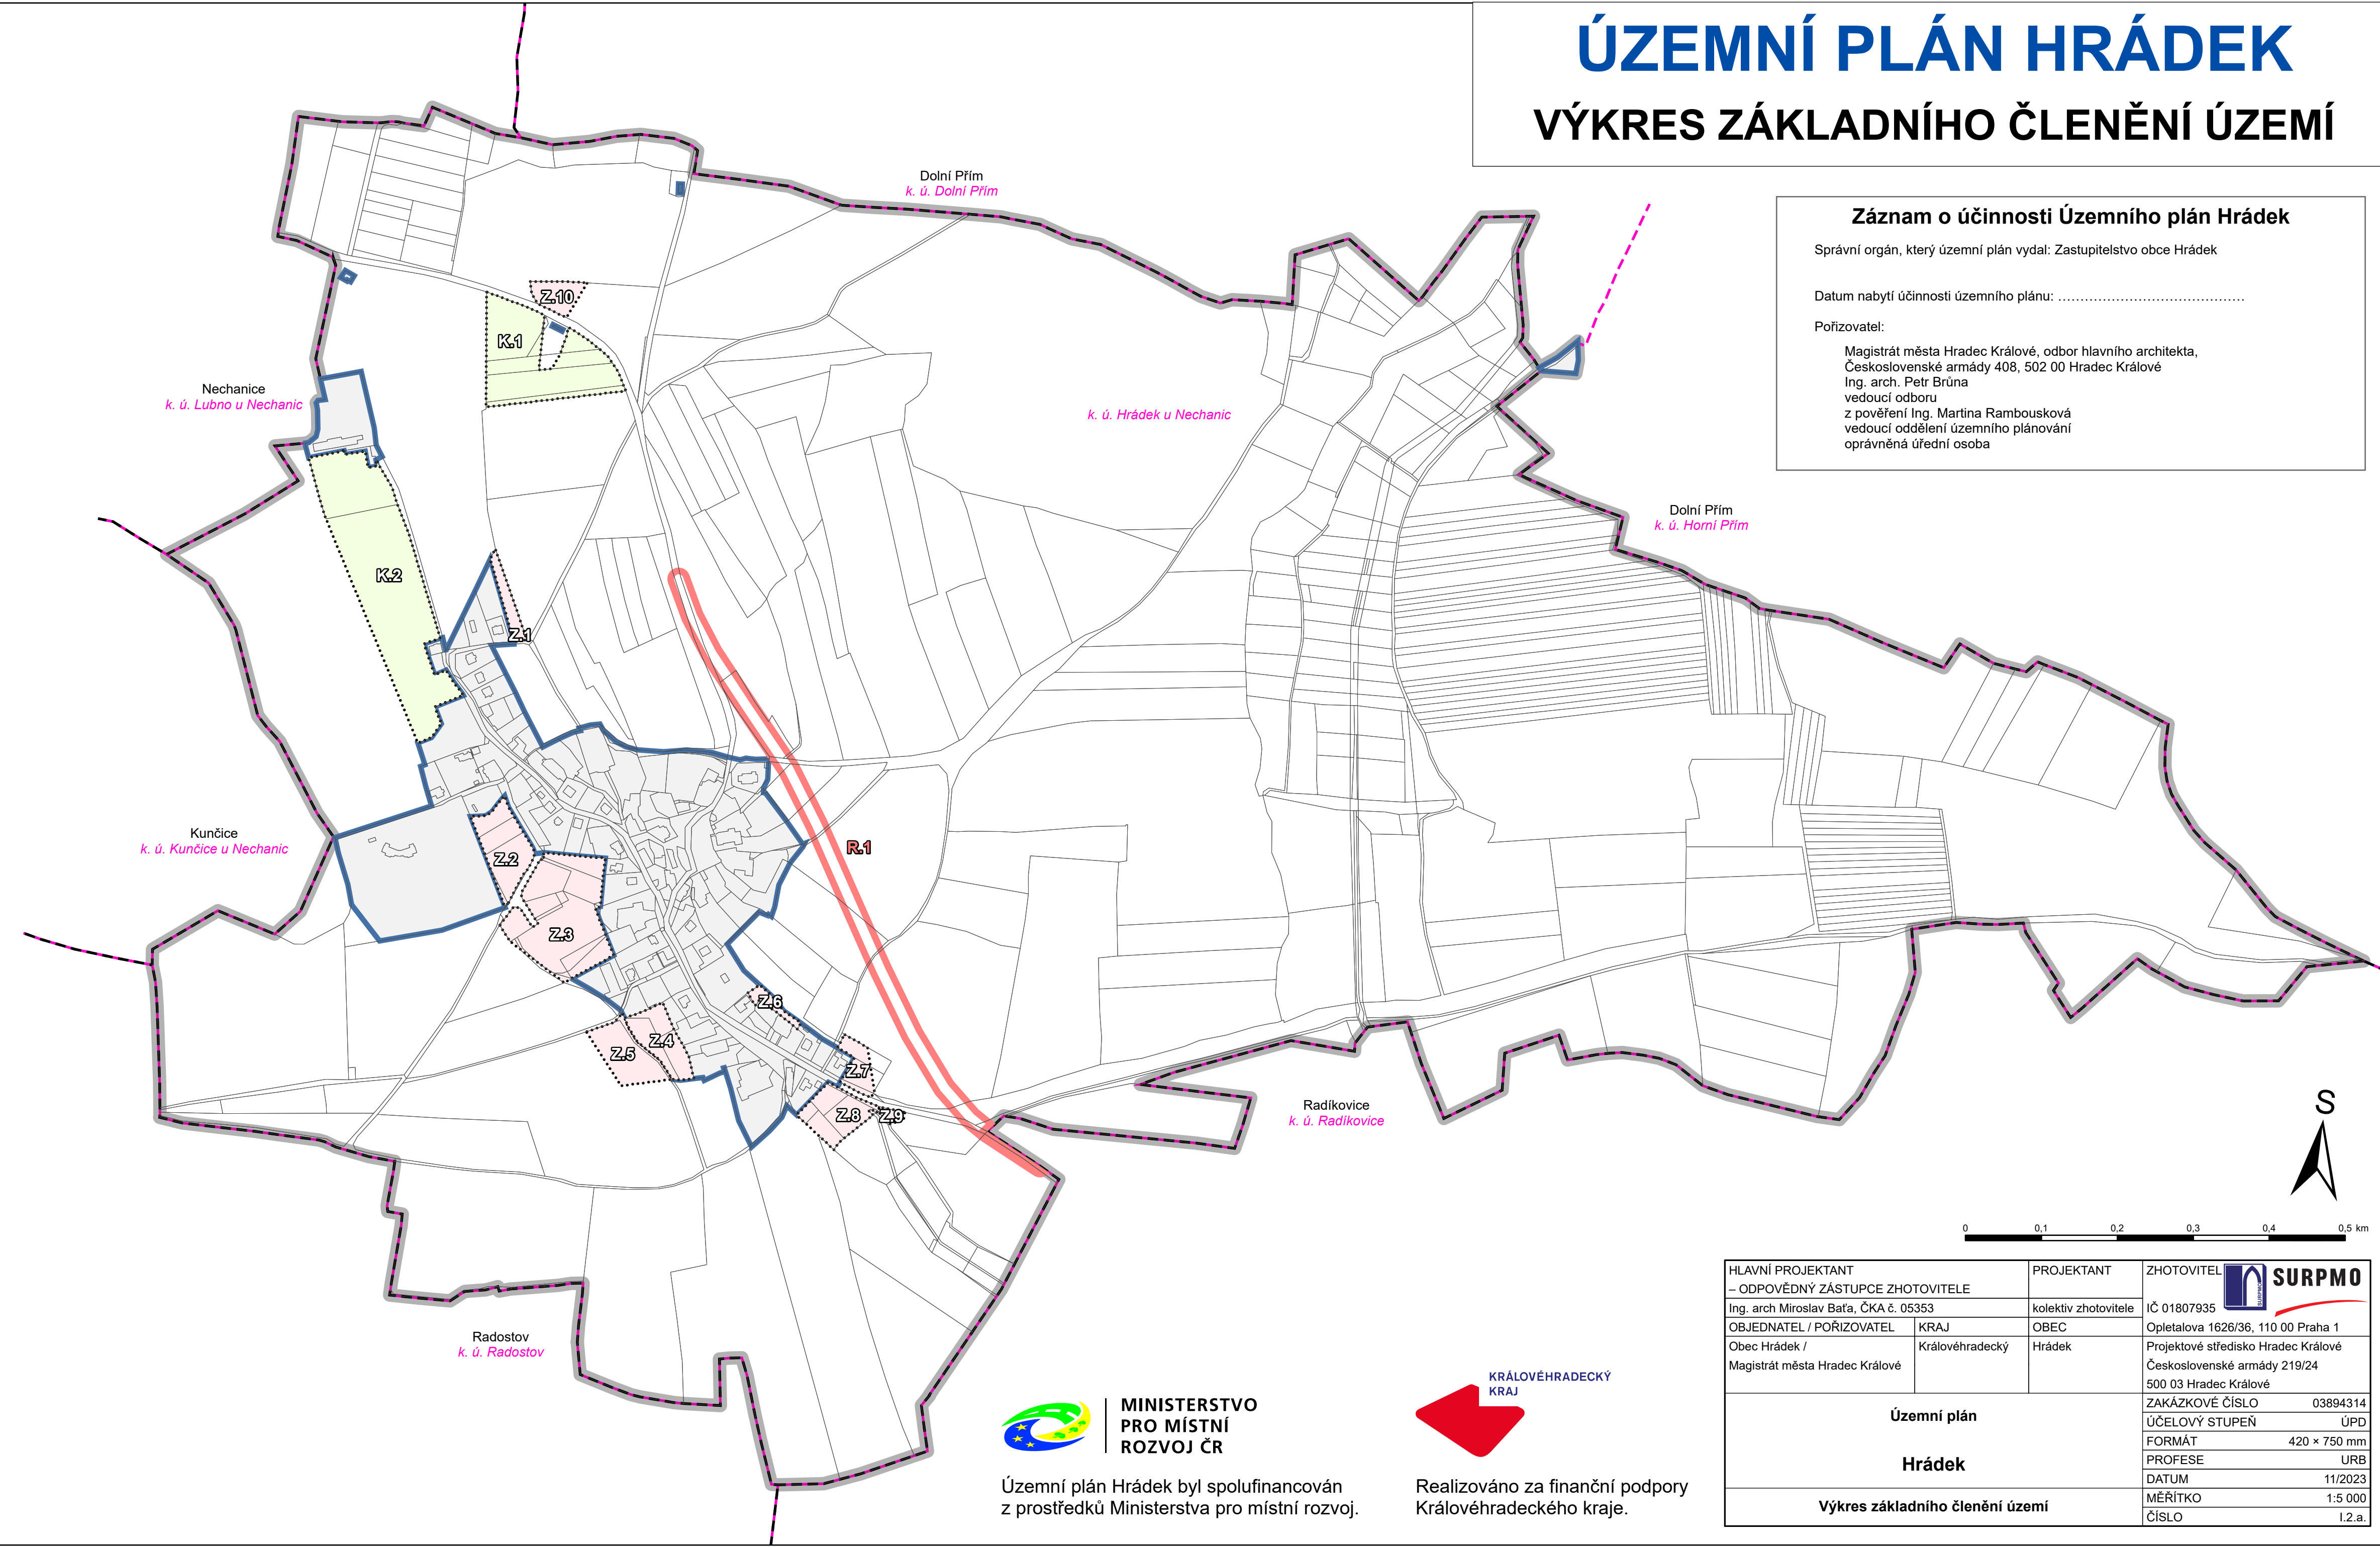 ÚZEMNÍ PLÁN HRÁDEK
VÝKRES ZÁKLADNÍHO ČLENĚNÍ ÚZEMÍ
Záznam o účinnosti Územního plán Hrádek
Správní orgán, který územní plán vydal: Zastupitelstvo obce Hrádek
Datum nabytí účinnosti územního plánu: ............................................
Pořizovatel:
Magistrát města Hradec Králové, odbor hlavního architekta,
Československé armády 408, 502 00 Hradec Králové
Ing. arch. Petr Brůna
vedoucí odboru
z pověření Ing. Martina Rambousková
vedoucí oddělení územního plánování
oprávněná úřední osoba
Dolní Přím
k. ú. Dolní Přím
Z.10
K.1
Nechanice
k. ú. Lubno u Nechanic
k. ú. Hrádek u Nechanic
Dolní Přím
k. ú. Horní Přím
K.2
Z.1
Kunčice
k. ú. Kunčice u Nechanic
R.1
Z.2
Z.3
Z.6
Z.4
Z.5
Z.7
Z.8
Z.9
Radíkovice
k. ú. Radíkovice
Radostov
k. ú. Radostov
S
0 0,1 0,2 0,3 0,4 0,5 km
MINISTERSTVO
PRO MÍSTNÍ
ROZVOJ ČR
Územní plán Hrádek byl spolufinancován
z prostředků Ministerstva pro místní rozvoj.
KRÁLOVÉHRADECKÝ
KRAJ
Realizováno za finanční podpory
Královéhradeckého kraje.
HLAVNÍ PROJEKTANT
– ODPOVĚDNÝ ZÁSTUPCE ZHOTOVITELE
Ing. arch Miroslav Baťa, ČKA č. 05353
PROJEKTANT
kolektiv zhotovitele
ZHOTOVITEL
SURPMO
SURPMO
IČ 01807935
Opletalova 1626/36, 110 00 Praha 1
OBJEDNATEL / POŘIZOVATEL
Obec Hrádek /
Magistrát města Hradec Králové
KRAJ
Královéhradecký
OBEC
Hrádek
Projektové středisko Hradec Králové
Československé armády 219/24
500 03 Hradec Králové
Územní plán
Hrádek
Výkres základního členění území
ZAKÁZKOVÉ ČÍSLO 03894314
ÚČELOVÝ STUPEŇ ÚPD
FORMÁT 420 × 750 mm
PROFESE URB
DATUM 11/2023
MĚŘÍTKO 1:5 000
ČÍSLO I.2.a.